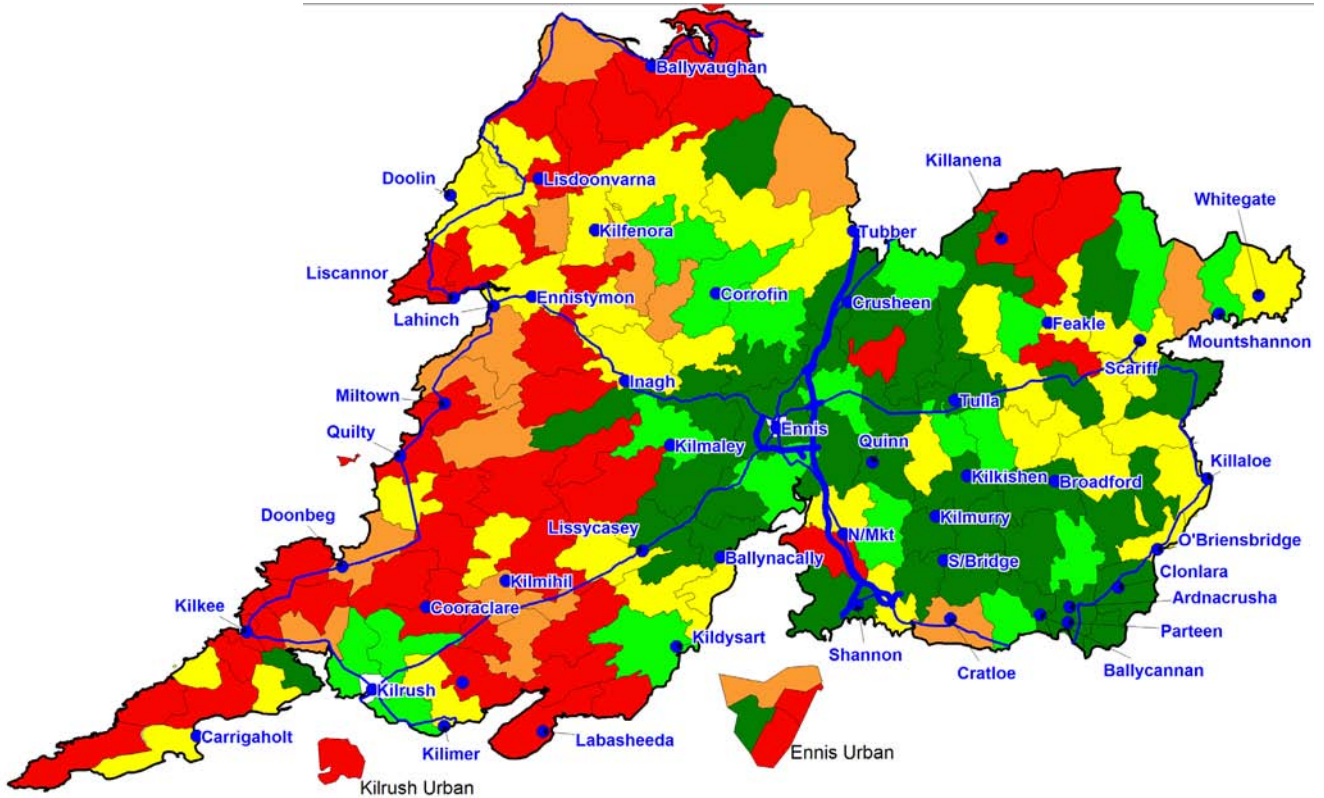 Ballyvaughan
Killanena
Doolin
Lisdoonvarna
Whitegate
Kilfenora
Tubber
Liscannor
Ennistymon
Corrofin
Crusheen
Lahinch
Feakle
Mountshannon
Scariff
Inagh
Miltown
Tulla
Ennis
Quilty
Kilmaley
Quinn
Killaloe
Kilkishen
Broadford
Doonbeg
Lissycasey
Kilmurry
N/Mkt
O'Briensbridge
Ballynacally
S/Bridge
Clonlara
Kilmihil
Ardnacrusha
Kilkee
Cooraclare
Parteen
Kildysart
Shannon
Cratloe
Ballycannan
Kilrush
Carrigaholt
Kilimer
Labasheeda
Ennis Urban
Kilrush Urban